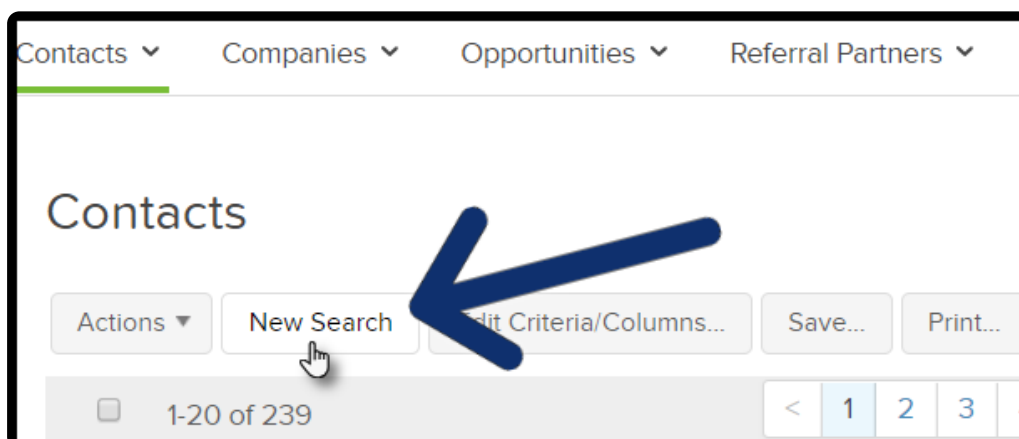 Contacts Companies Opportunities Referral Partners
Contacts
Actions New Search Edit Criteria/Columns... Save... Print...
1-20 of 239 < 1 2 3